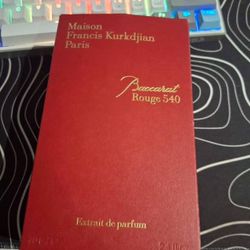 Maison
Francis Kurkdjian
Paris
Baccarat
Rouge 540
Extrait de parfum